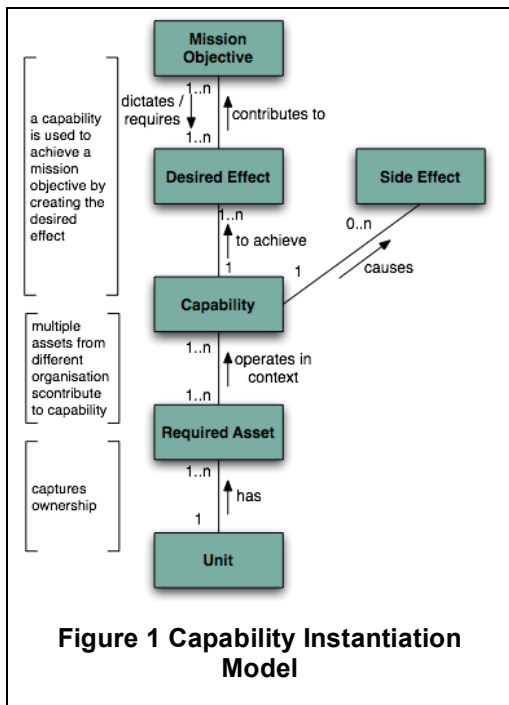 Mission
Objective
1..n
dictates /
requires
contributes to
1..n
a capability
is used to
achieve a
mission
objective by
creating the
desired
effect
Desired Effect
Side Effect
1..n
0..n
to achieve
1
1
causes
Capability
multiple
assets from
different
organisation
scontribute
to capability
1..n
operates in
context
1..n
Required Asset
captures
ownership
1..n
has
1
Unit
Figure 1 Capability Instantiation
Model